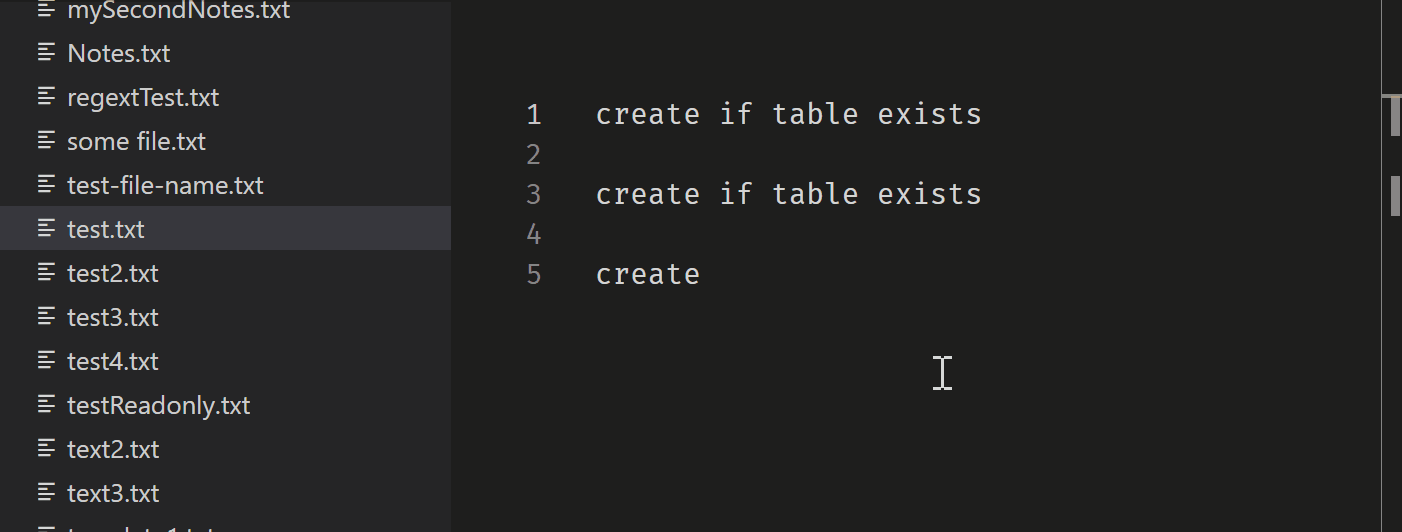 mySecondNotes.txt
Notes.txt
regextTest.txt
some file.txt
test-file-name.txt
test.txt
test2.txt
test3.txt
test4.txt
testReadonly.txt
text2.txt
text3.txt
1 create if table exists
2
3 create if table exists
4
5 create